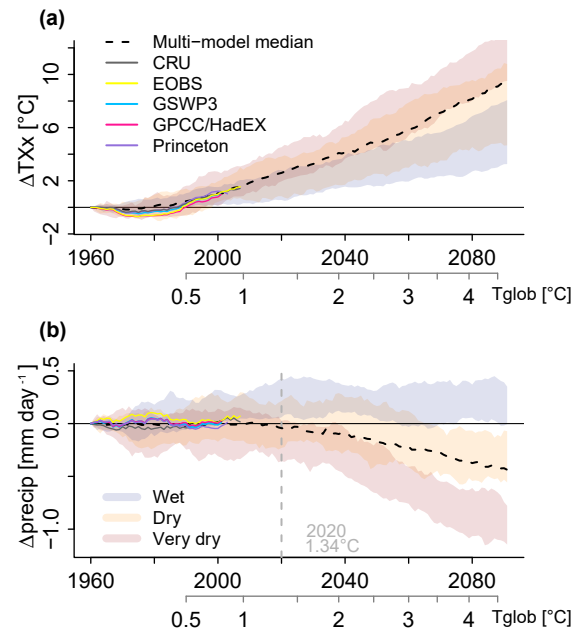 (a)
Multi−model median
CRU
EOBS
GSWP3
GPCC/HadEX
Princeton
ΔTXx [°C]
10
6
2
−2
1960 2000 2040 2080
0.5 1 2 3 4 Tglob [°C]
(b)
Δprecip [mm day⁻¹]
0.5
0.0
−1.0
Wet
Dry
Very dry
2020
1.34°C
1960 2000 2040 2080
0.5 1 2 3 4 Tglob [°C]